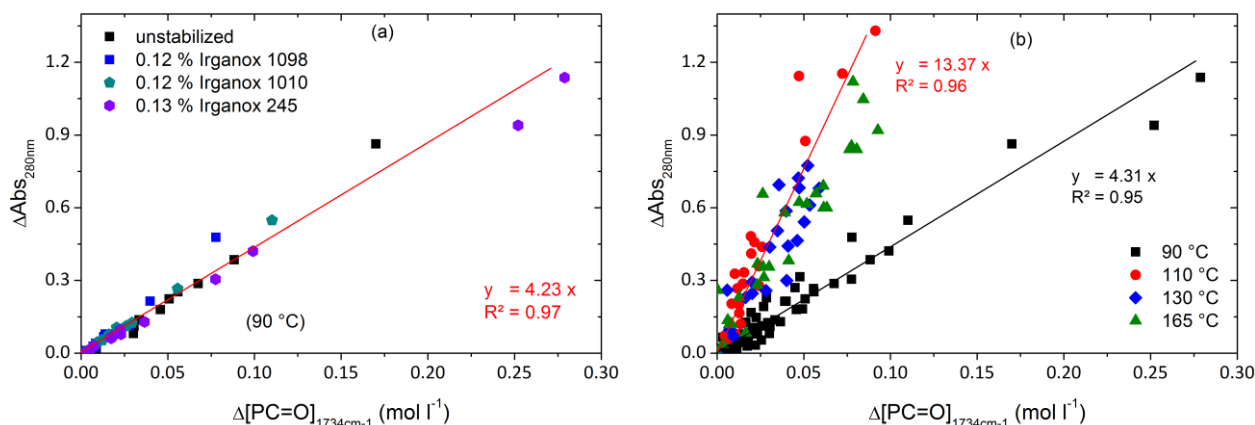 (a)
unstabilized
0.12 % Irganox 1098
0.12 % Irganox 1010
0.13 % Irganox 245
1.2
0.9
0.6
0.3
0.0
ΔAbs280nm
y = 4.23 x
R² = 0.97
(90 °C)
0.00 0.05 0.10 0.15 0.20 0.25 0.30
Δ[PC=O]1734cm-1 (mol l-1)
(b)
1.2
0.9
0.6
0.3
0.0
ΔAbs280nm
y = 13.37 x
R² = 0.96
y = 4.31 x
R² = 0.95
90 °C
110 °C
130 °C
165 °C
0.00 0.05 0.10 0.15 0.20 0.25 0.30
Δ[PC=O]1734cm-1 (mol l-1)